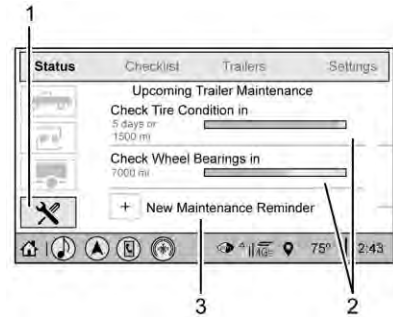 1
Status Checklist Trailers Settings
Upcoming Trailer Maintenance
Check Tire Condition in
5 days or
1500 mi
Check Wheel Bearings in
7000 mi
+ New Maintenance Reminder
4G 75° 2:43
3 2